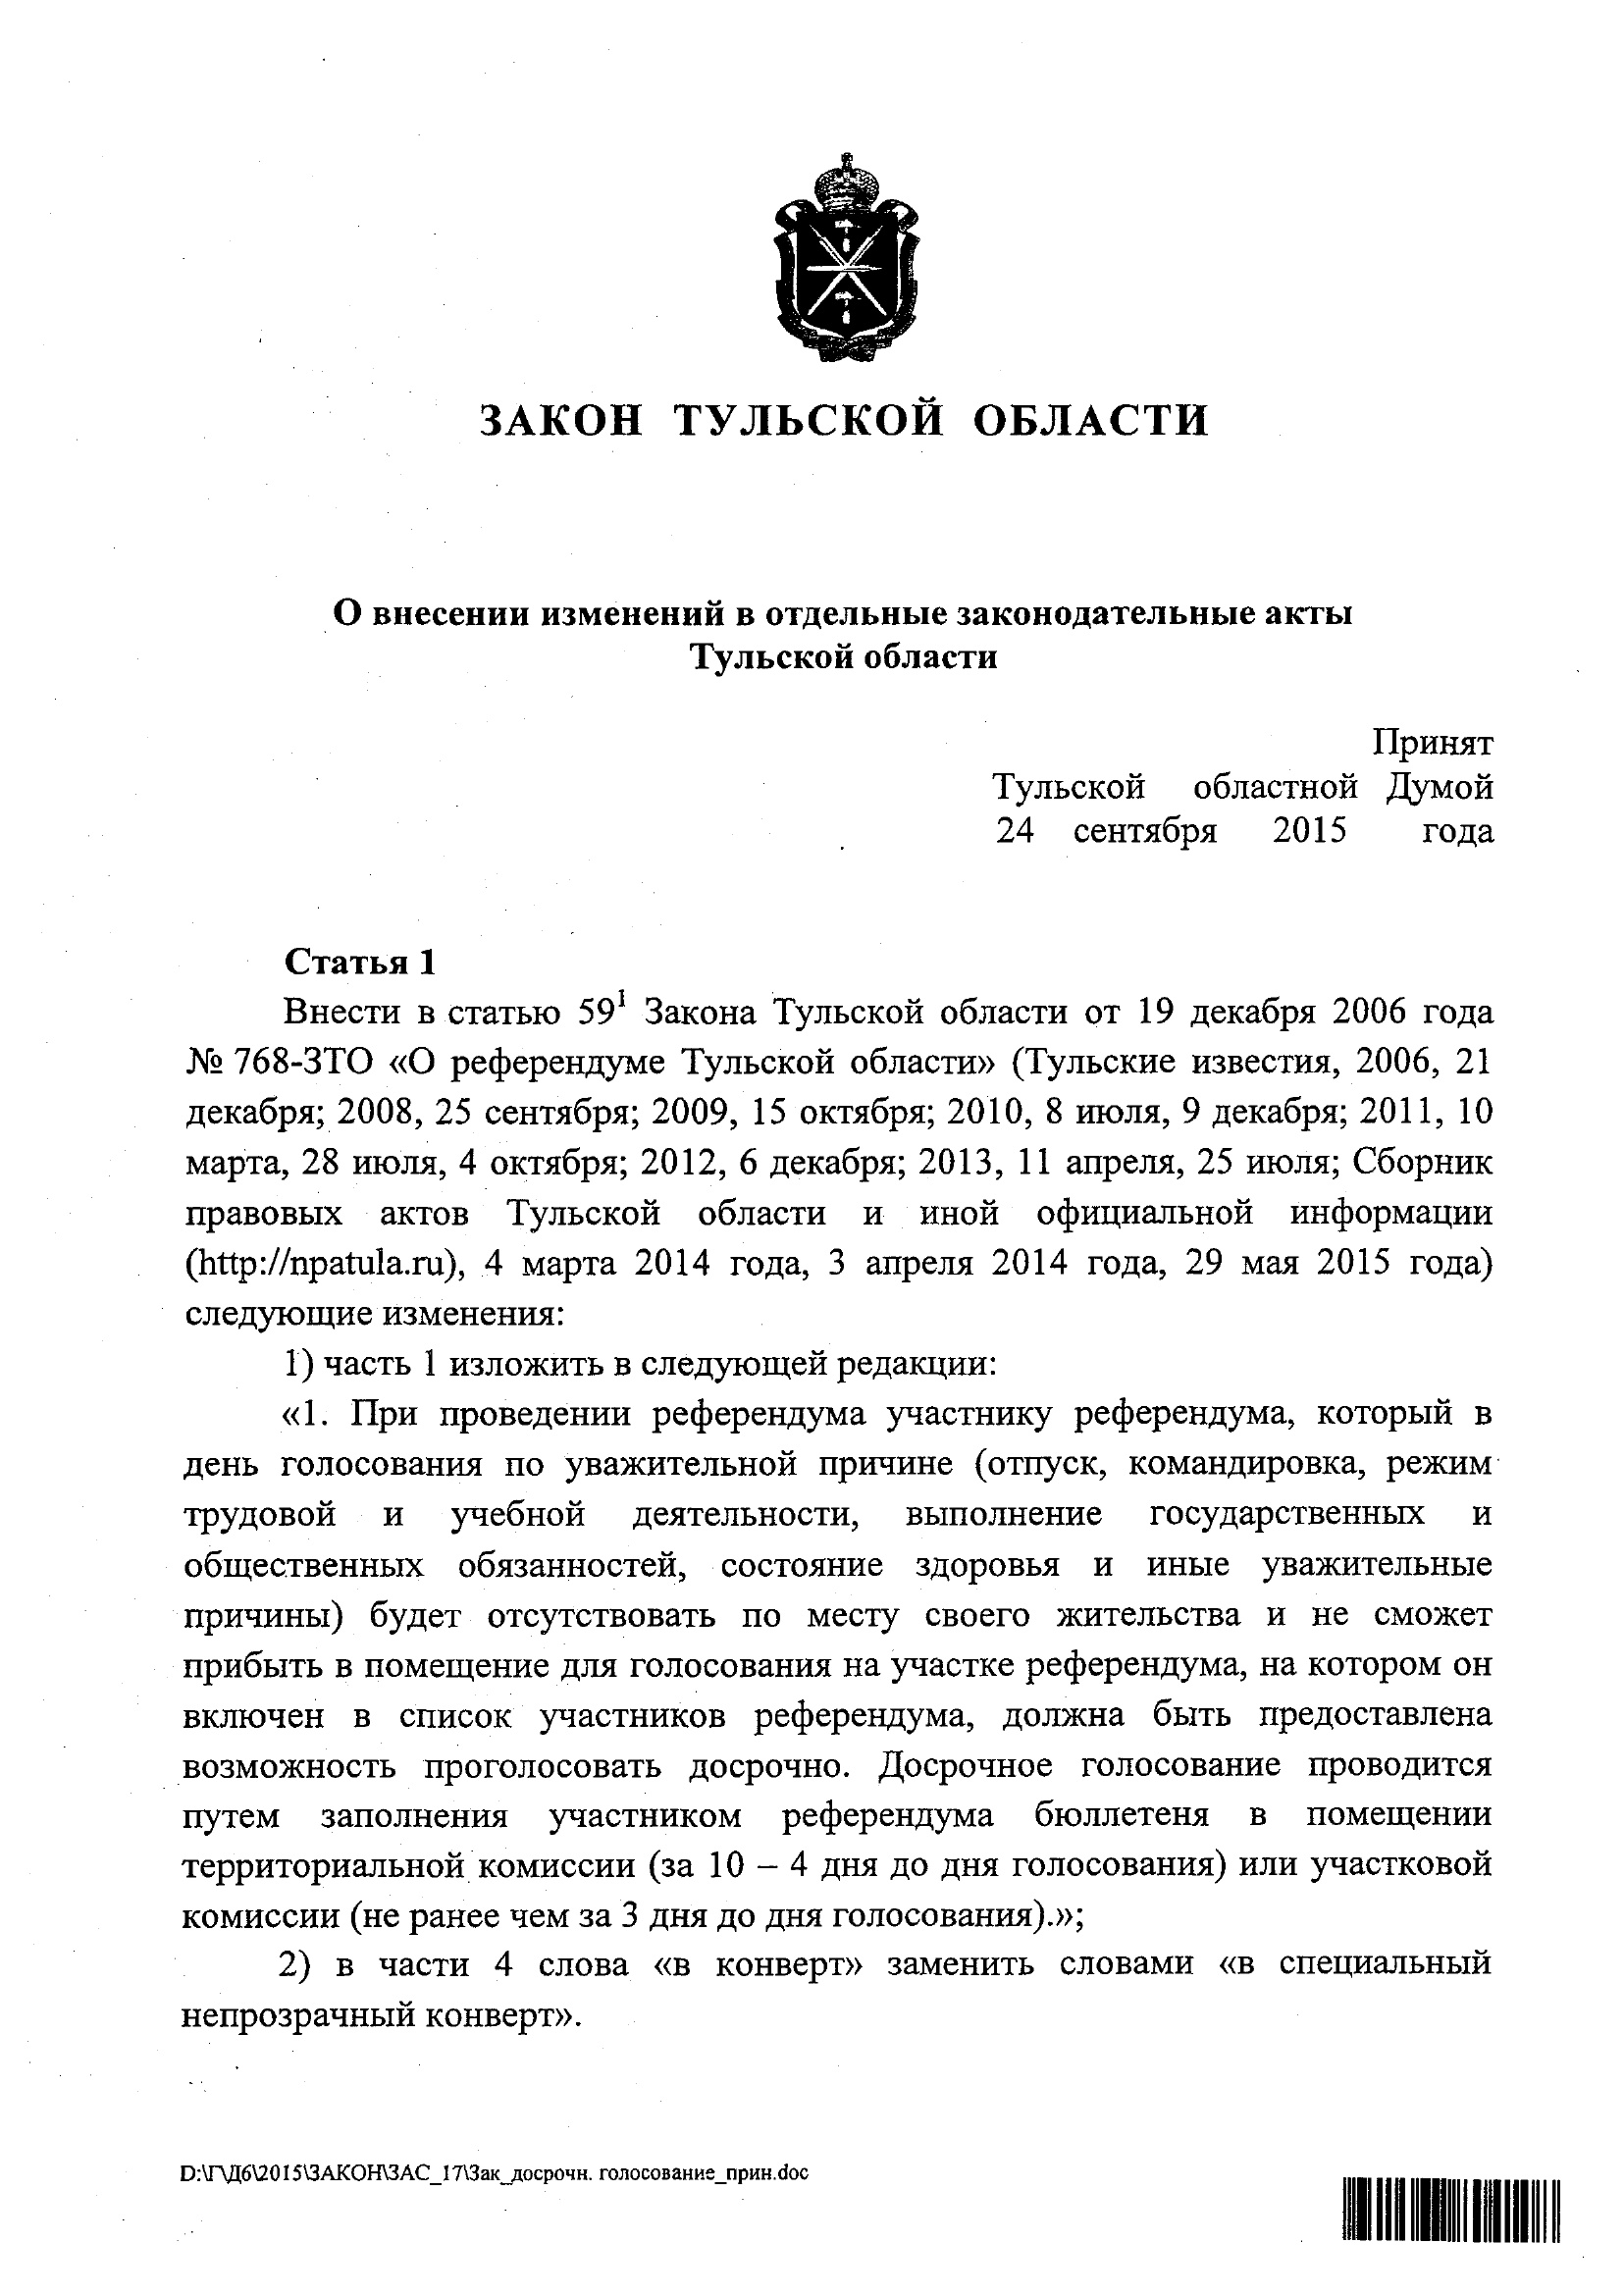 ЗАКОН ТУЛЬСКОЙ ОБЛАСТИ
О внесении изменений в отдельные законодательные акты
Тульской области
Принят
Тульской областной Думой
24 сентября 2015 года
Статья 1
Внести в статью 59¹ Закона Тульской области от 19 декабря 2006 года
№ 768-ЗТО «О референдуме Тульской области» (Тульские известия, 2006, 21
декабря; 2008, 25 сентября; 2009, 15 октября; 2010, 8 июля, 9 декабря; 2011, 10
марта, 28 июля, 4 октября; 2012, 6 декабря; 2013, 11 апреля, 25 июля; Сборник
правовых актов Тульской области и иной официальной информации
(http://npatula.ru), 4 марта 2014 года, 3 апреля 2014 года, 29 мая 2015 года)
следующие изменения:
1) часть 1 изложить в следующей редакции:
«1. При проведении референдума участнику референдума, который в
день голосования по уважительной причине (отпуск, командировка, режим
трудовой и учебной деятельности, выполнение государственных и
общественных обязанностей, состояние здоровья и иные уважительные
причины) будет отсутствовать по месту своего жительства и не сможет
прибыть в помещение для голосования на участке референдума, на котором он
включен в список участников референдума, должна быть предоставлена
возможность проголосовать досрочно. Досрочное голосование проводится
путем заполнения участником референдума бюллетеня в помещении
территориальной комиссии (за 10 – 4 дня до дня голосования) или участковой
комиссии (не ранее чем за 3 дня до дня голосования).»;
2) в части 4 слова «в конверт» заменить словами «в специальный
непрозрачный конверт».
D:\Г\Д6\2015\ЗАКОН\ЗАС_17\Зак_досрочн. голосование_прин.doc